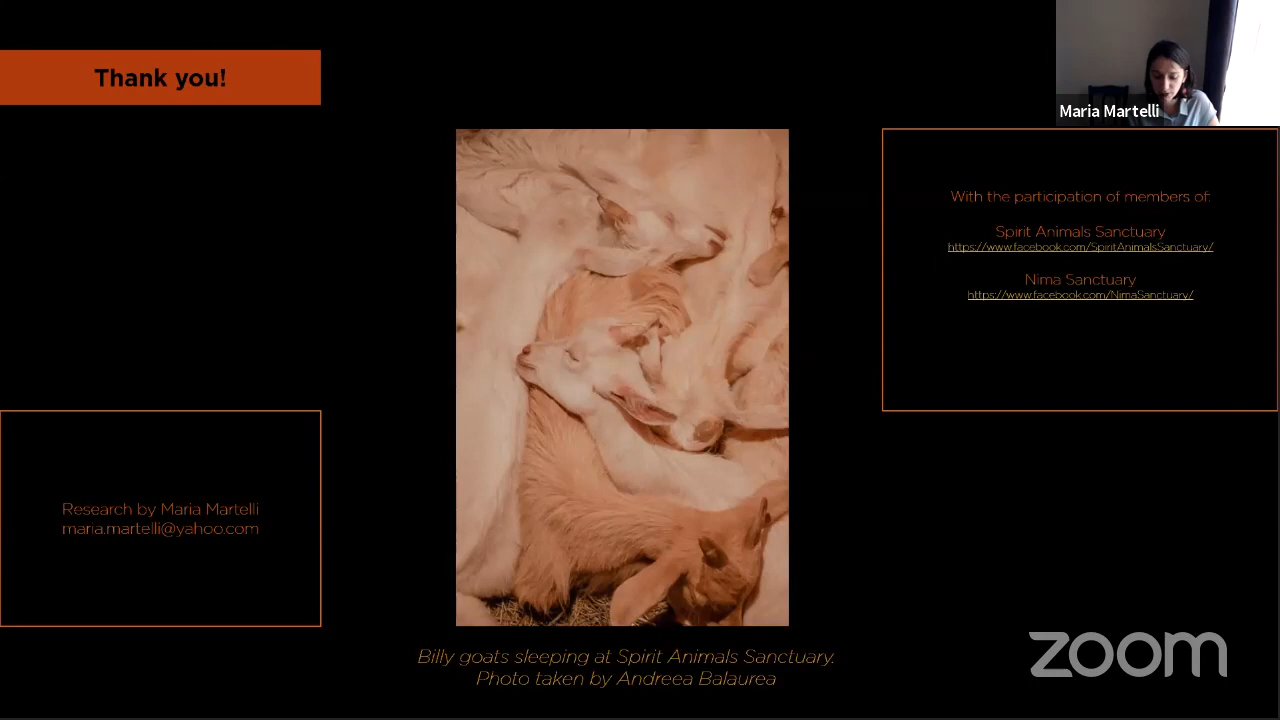 Thank you!
Maria Martelli
With the participation of members of:
Spirit Animals Sanctuary
https://www.facebook.com/SpiritAnimalsSanctuary/
Nima Sanctuary
https://www.facebook.com/NimaSanctuary/
Research by Maria Martelli
maria.martelli@yahoo.com
Billy goats sleeping at Spirit Animals Sanctuary.
Photo taken by Andreea Balaurea
zoom